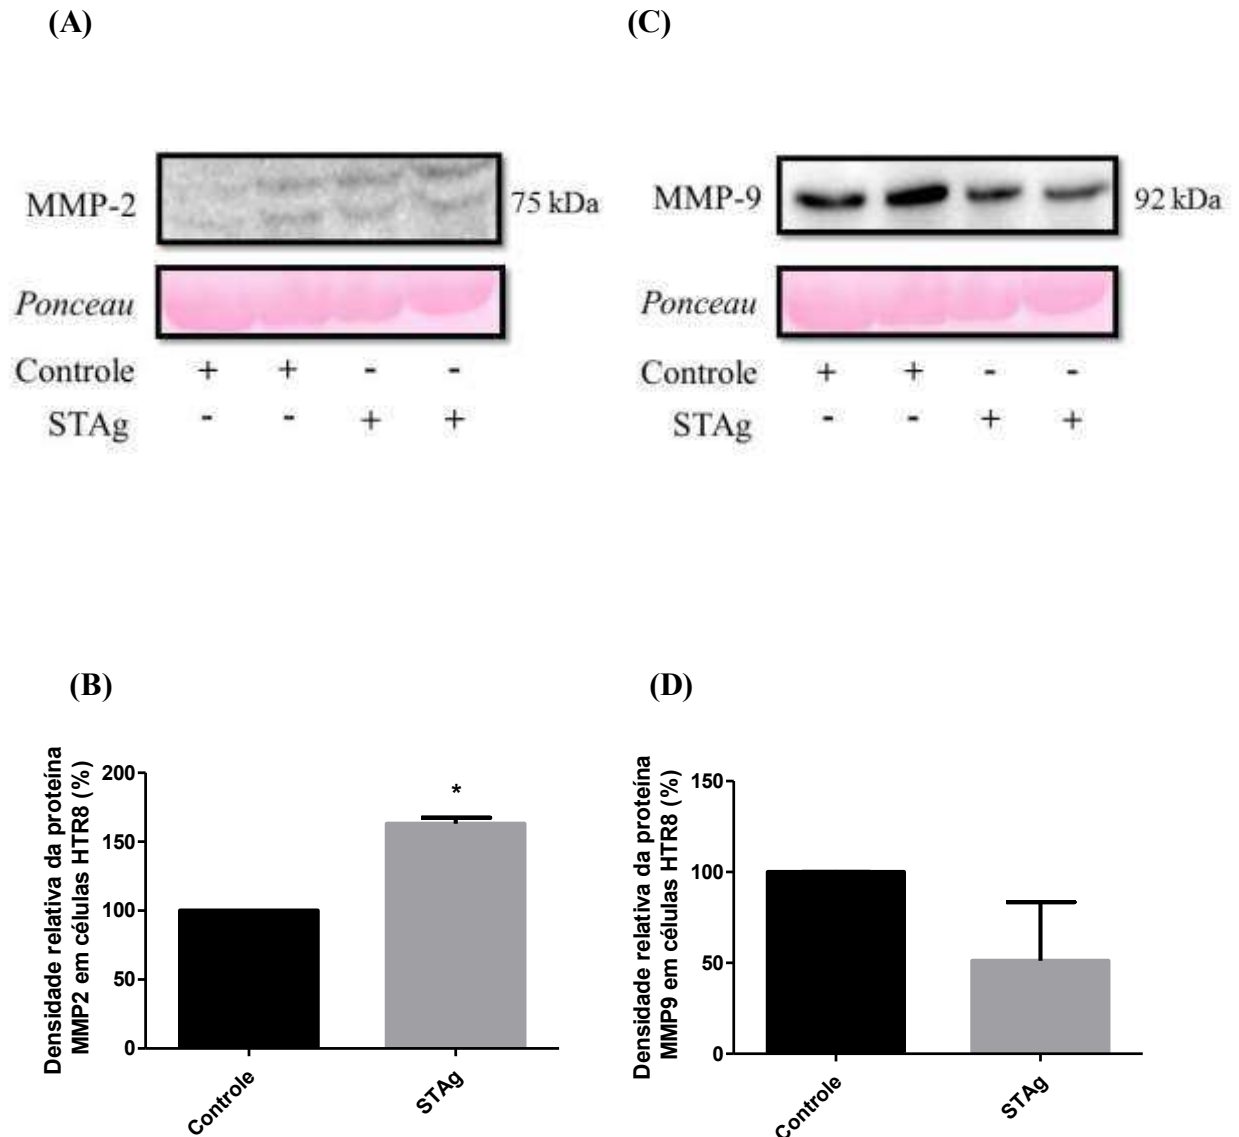 (A)
MMP-2
75 kDa
Ponceau
Controle + + - -
STAg - - + +
(C)
MMP-9
92 kDa
Ponceau
Controle + + - -
STAg - - + +
(B)
Densidade relativa da proteína
MMP2 em células HTR8 (%)
200
150
100
50
0
*
Controle
STAg
(D)
Densidade relativa da proteína
MMP9 em células HTR8 (%)
150
100
50
0
Controle
STAg